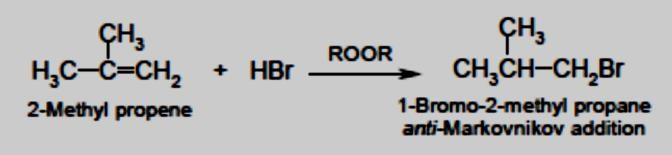 CH3 CH3
H3C–C=CH2 + HBr ROOR CH3CH–CH2Br
2-Methyl propene 1-Bromo-2-methyl propane
anti-Markovnikov addition